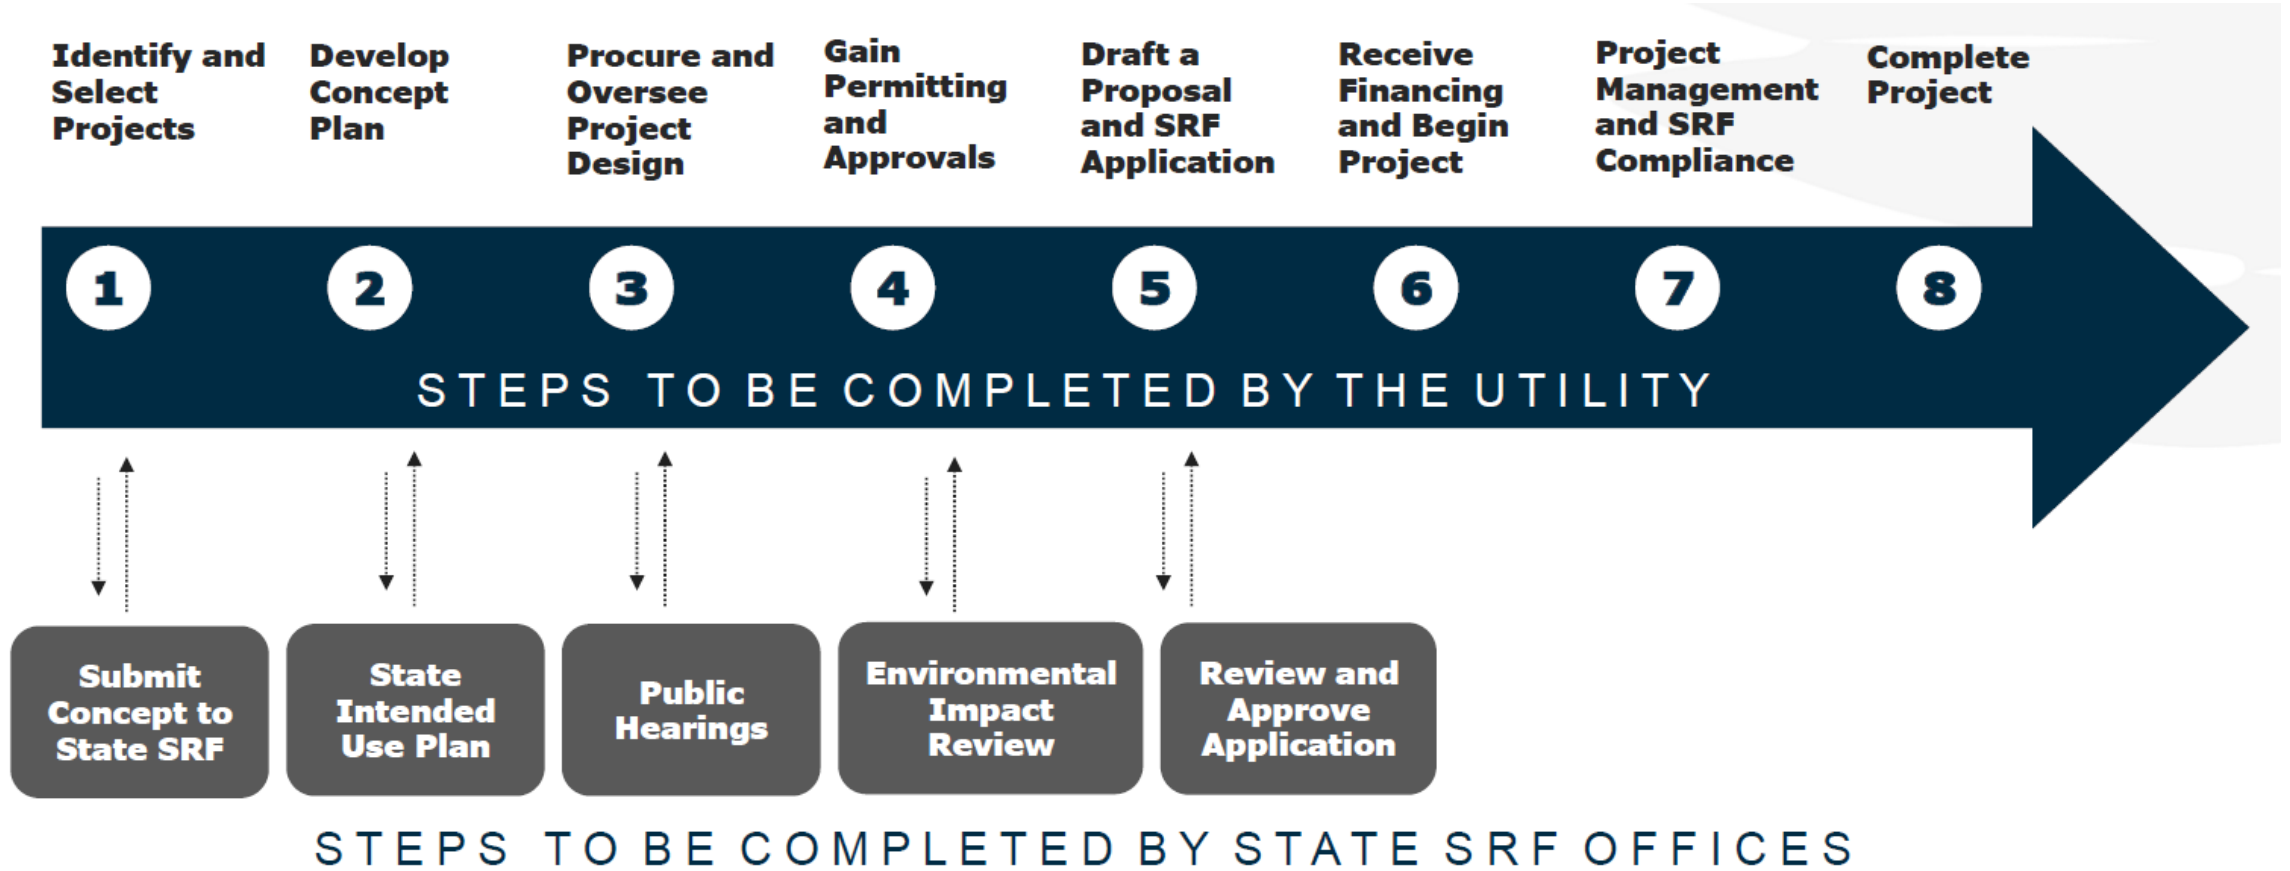 Identify and
Select
Projects
Develop
Concept
Plan
Procure and
Oversee
Project
Design
Gain
Permitting
and
Approvals
Draft a
Proposal
and SRF
Application
Receive
Financing
and Begin
Project
Project
Management
and SRF
Compliance
Complete
Project
1
2
3
4
5
6
7
8
STEPS TO BE COMPLETED BY THE UTILITY
Submit
Concept to
State SRF
State
Intended
Use Plan
Public
Hearings
Environmental
Impact
Review
Review and
Approve
Application
STEPS TO BE COMPLETED BY STATE SRF OFFICES